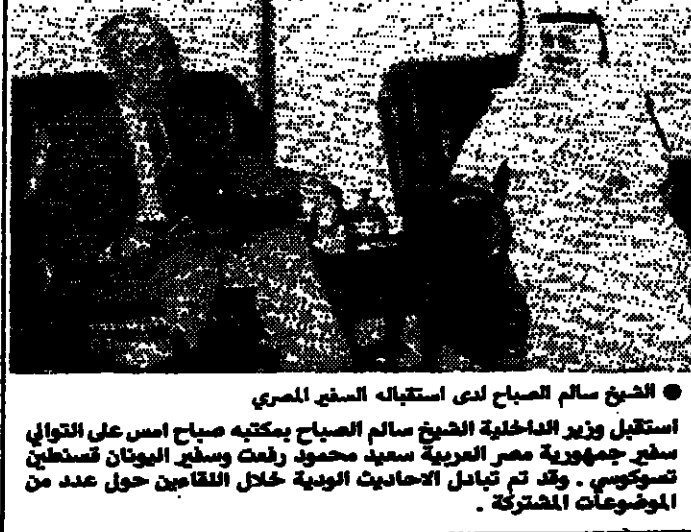 ● الشيخ سالم الصباح لدى استقباله السفير المصري
استقبل وزير الداخلية الشيخ سالم الصباح بمكتبه صباح امس على التوالي
سفير جمهورية مصر العربية سعيد محمود رفعت وسفير اليونان قسنطين
تسوكوسي . وقد تم تبادل الاحاديث الودية خلال اللقاءين حول عدد من
الموضوعات المشتركة .